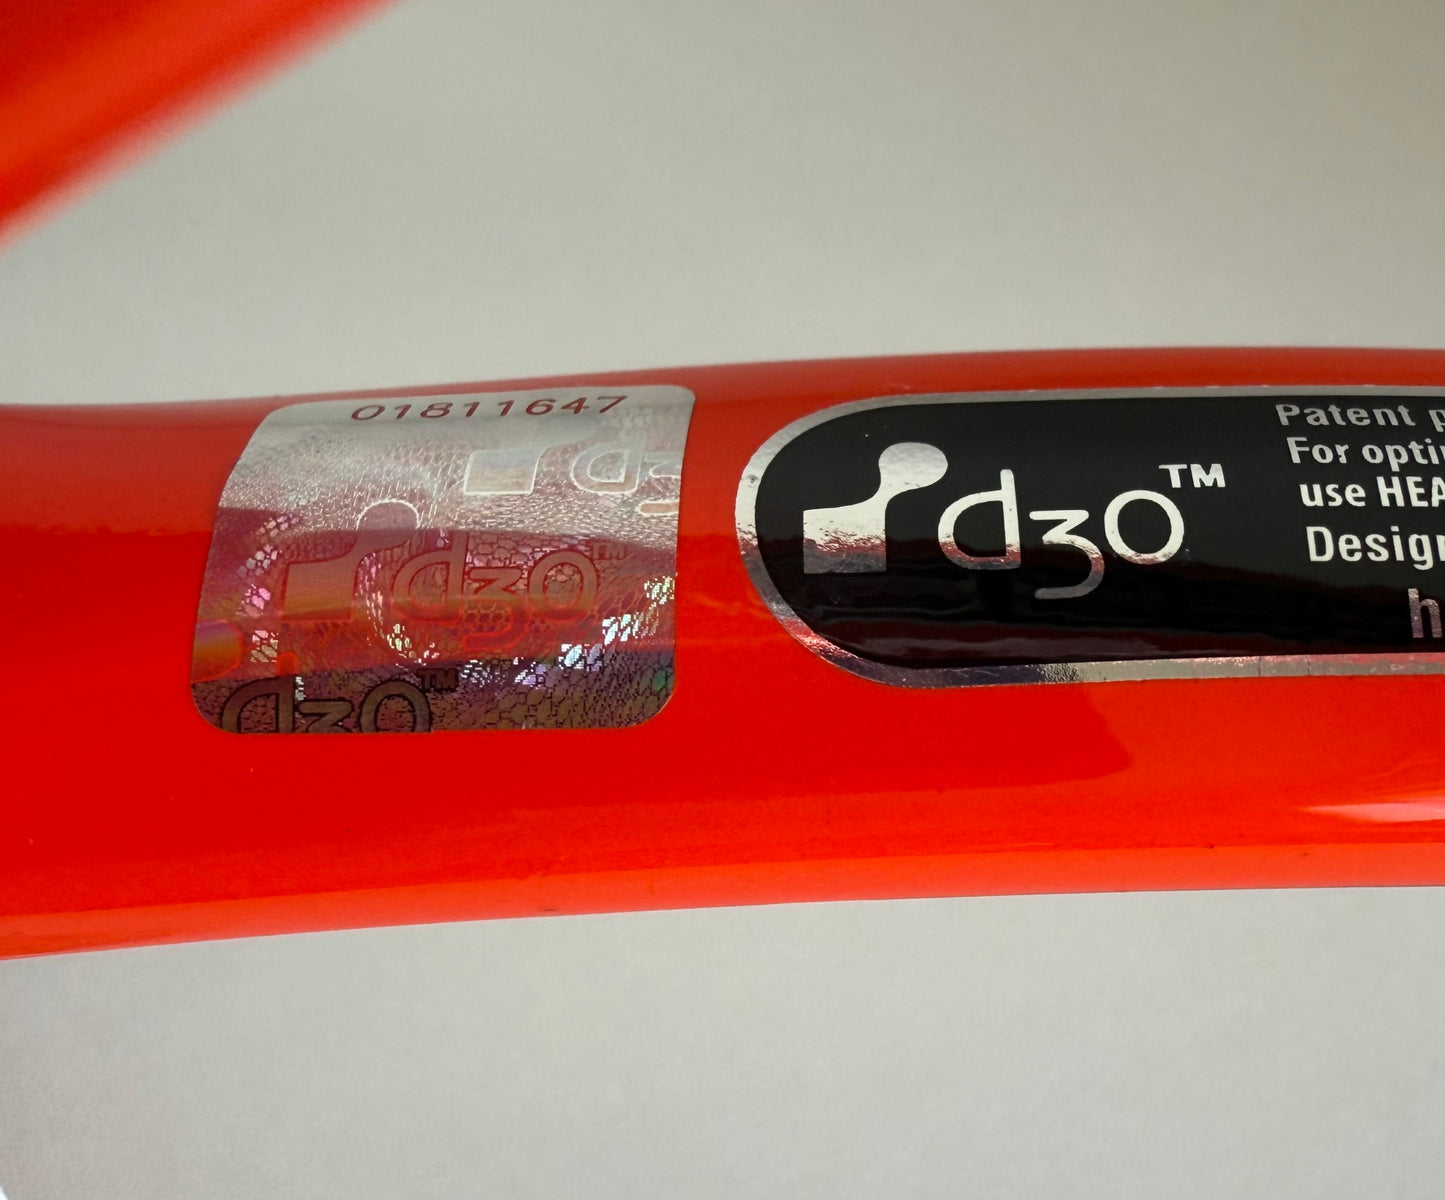 01811647
d3o
d3o™
d3o™
d3o™
Patent p
For opti
use HEA
Design
h